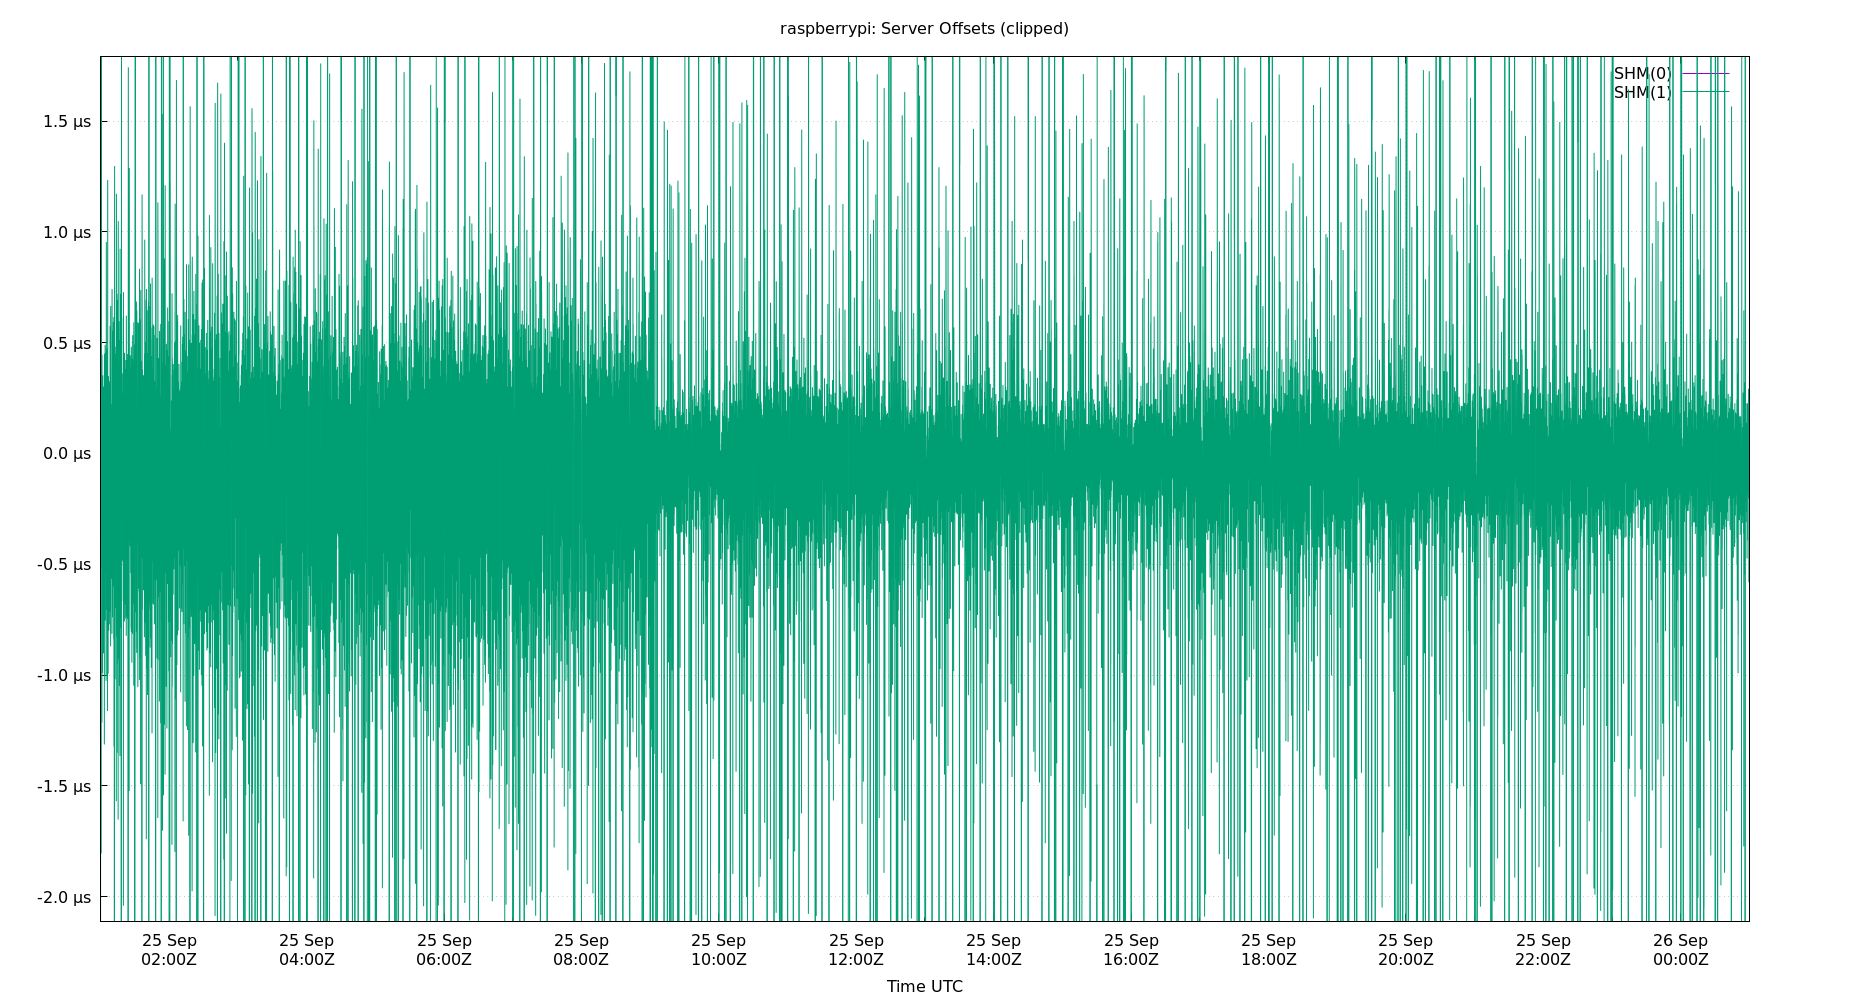 raspberrypi: Server Offsets (clipped)
SHM(0)
SHM(1)
1.5 µs
1.0 µs
0.5 µs
0.0 µs
-0.5 µs
-1.0 µs
-1.5 µs
-2.0 µs
25 Sep 25 Sep 25 Sep 25 Sep 25 Sep 25 Sep 25 Sep 25 Sep 25 Sep 25 Sep 25 Sep 26 Sep
02:00Z 04:00Z 06:00Z 08:00Z 10:00Z 12:00Z 14:00Z 16:00Z 18:00Z 20:00Z 22:00Z 00:00Z
Time UTC